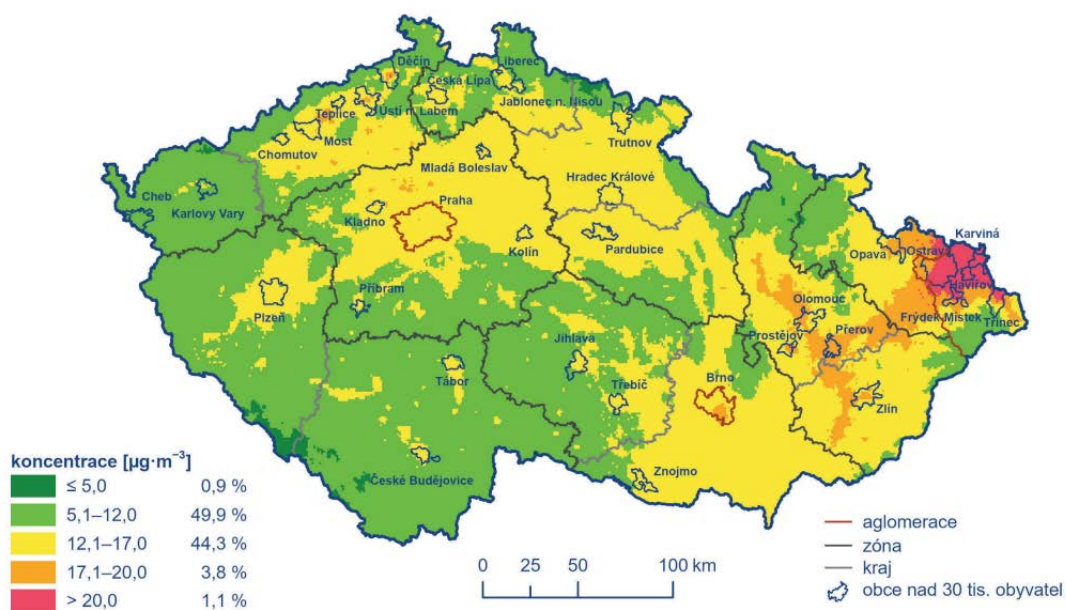 Děčín
Liberec
Česká Lípa
Jablonec n. Nisou
Ústí n. Labem
Teplice
Most
Chomutov
Trutnov
Mladá Boleslav
Hradec Králové
Cheb
Karlovy Vary
Praha
Kladno
Kolín
Pardubice
Karviná
Opava
Ostrava
Havířov
Příbram
Plzeň
Olomouc
Frýdek Místek
Třinec
Prostějov
Přerov
Jihlava
Tábor
Třebíč
Brno
Zlín
České Budějovice
Znojmo
koncentrace [µg·m⁻³]
≤ 5,0 0,9 %
5,1–12,0 49,9 %
12,1–17,0 44,3 %
17,1–20,0 3,8 %
> 20,0 1,1 %
0 25 50 100 km
aglomerace
zóna
kraj
obce nad 30 tis. obyvatel